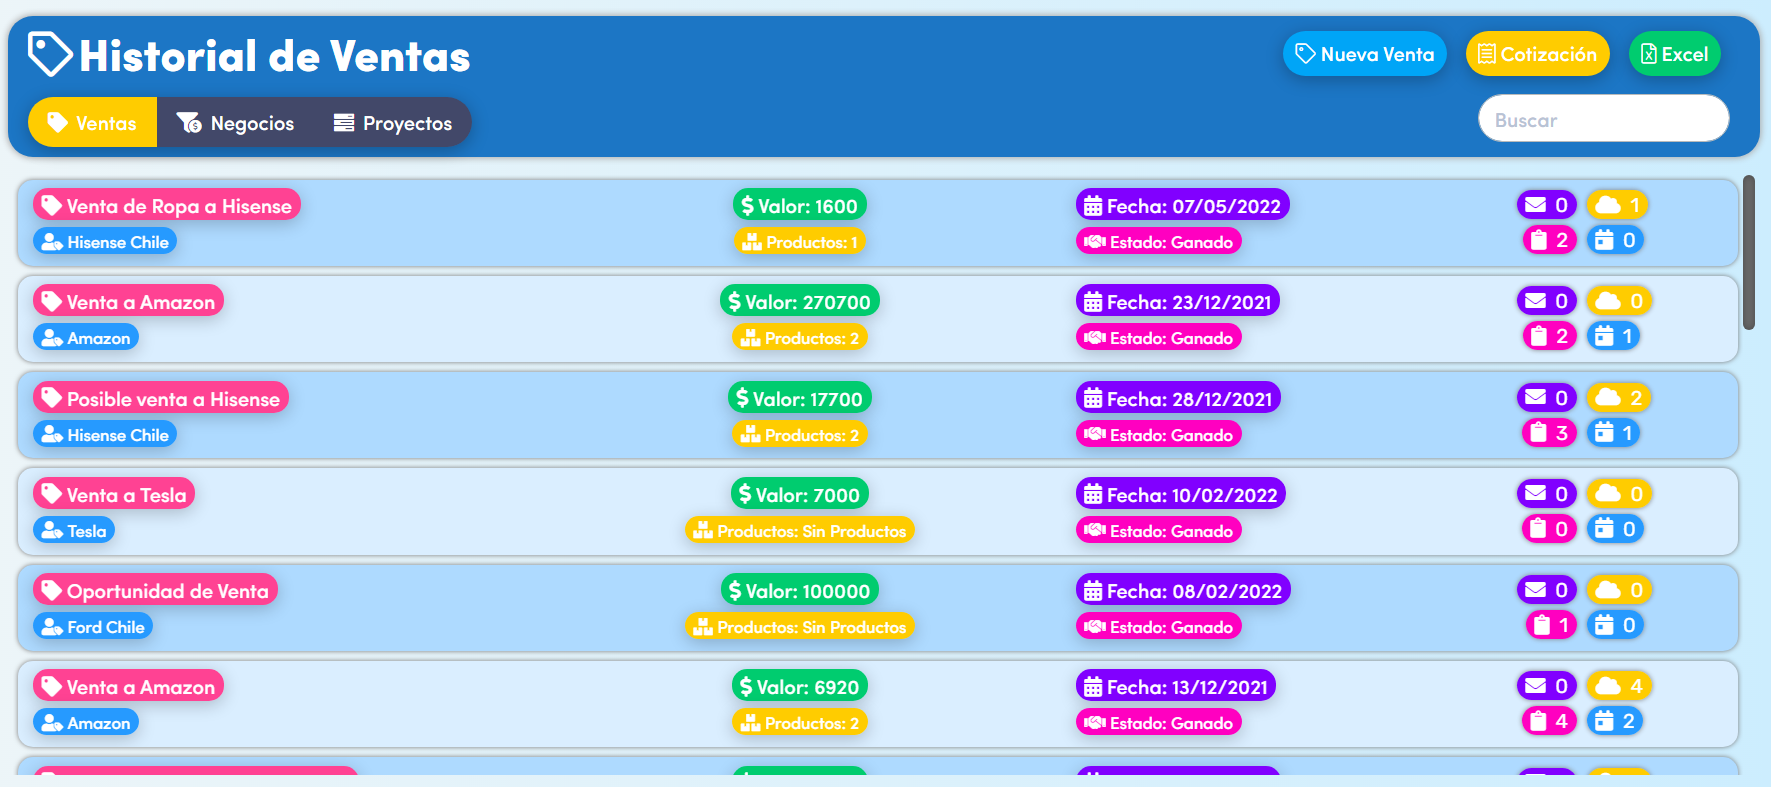 Historial de Ventas
Nueva Venta
Cotización
Excel
Ventas
Negocios
Proyectos
Buscar
Venta de Ropa a Hisense
Valor: 1600
Fecha: 07/05/2022
0
1
Hisense Chile
Productos: 1
Estado: Ganado
2
0
Venta a Amazon
Valor: 270700
Fecha: 23/12/2021
0
0
Amazon
Productos: 2
Estado: Ganado
2
1
Posible venta a Hisense
Valor: 17700
Fecha: 28/12/2021
0
2
Hisense Chile
Productos: 2
Estado: Ganado
3
1
Venta a Tesla
Valor: 7000
Fecha: 10/02/2022
0
0
Tesla
Productos: Sin Productos
Estado: Ganado
0
0
Oportunidad de Venta
Valor: 100000
Fecha: 08/02/2022
0
0
Ford Chile
Productos: Sin Productos
Estado: Ganado
1
0
Venta a Amazon
Valor: 6920
Fecha: 13/12/2021
0
4
Amazon
Productos: 2
Estado: Ganado
4
2